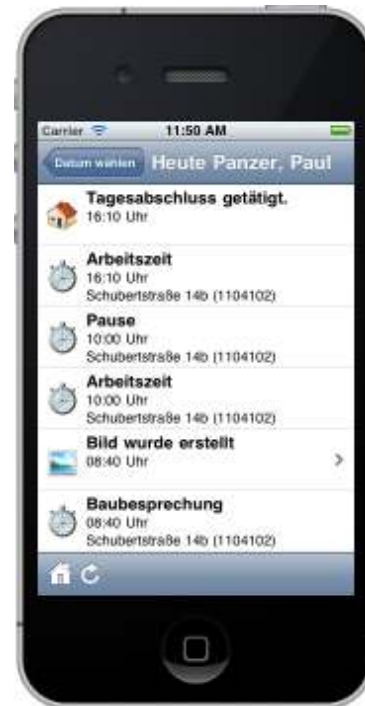 Carrier 11:50 AM
Datum wählen Heute Panzer, Paul
Tagesabschluss getätigt.
16:10 Uhr
Arbeitszeit
16:10 Uhr
Schubertstraße 14b (1104102)
Pause
10:00 Uhr
Schubertstraße 14b (1104102)
Arbeitszeit
10:00 Uhr
Schubertstraße 14b (1104102)
Bild wurde erstellt
08:40 Uhr
Baubesprechung
08:40 Uhr
Schubertstraße 14b (1104102)